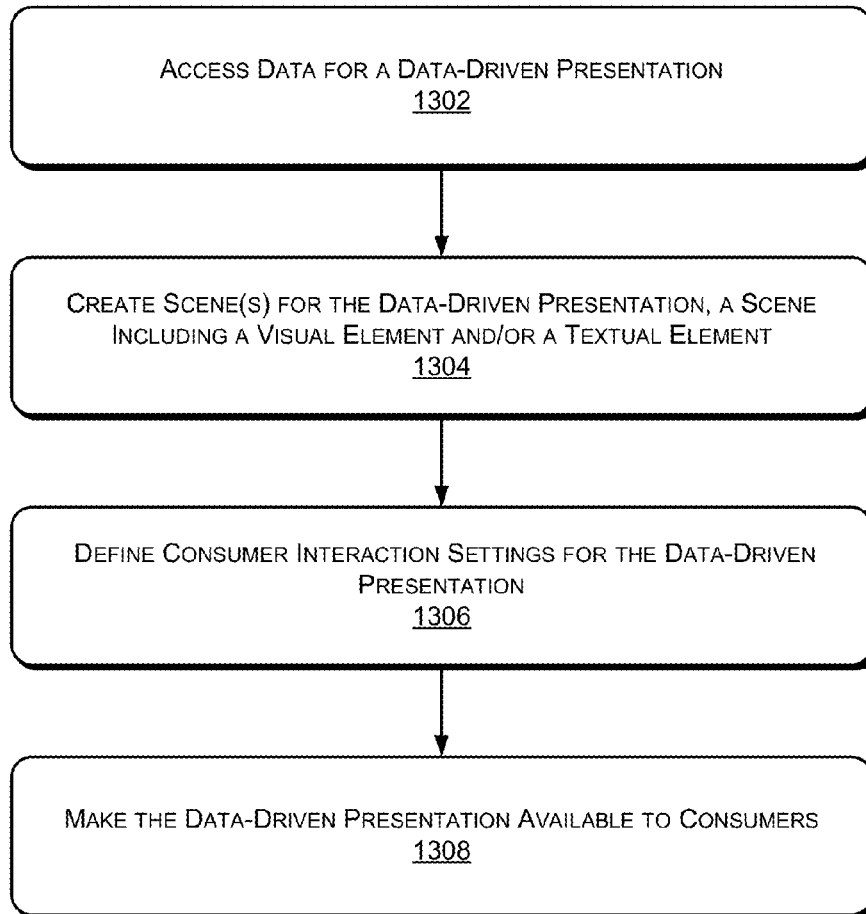 Access Data for a Data-Driven Presentation
1302
Create Scene(s) for the Data-Driven Presentation, a Scene
Including a Visual Element and/or a Textual Element
1304
Define Consumer Interaction Settings for the Data-Driven
Presentation
1306
Make the Data-Driven Presentation Available to Consumers
1308